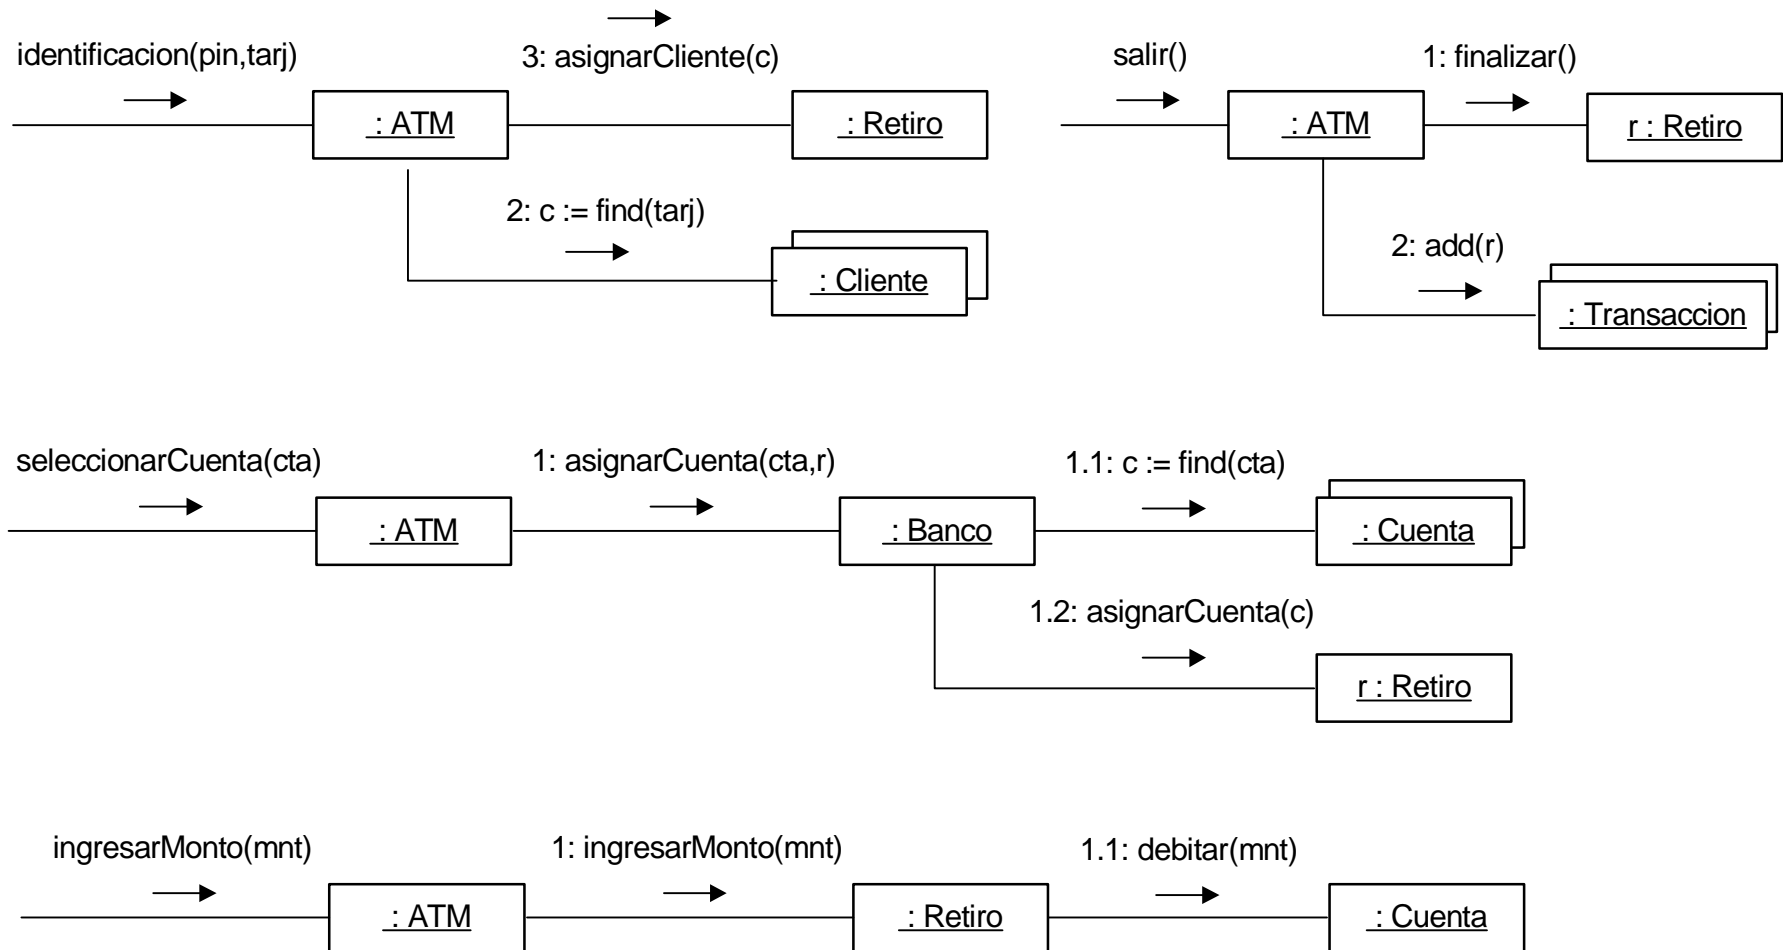 identificacion(pin,tarj)
3: asignarCliente(c)
: ATM
: Retiro
2: c := find(tarj)
: Cliente
salir()
1: finalizar()
: ATM
r : Retiro
2: add(r)
: Transaccion
seleccionarCuenta(cta)
1: asignarCuenta(cta,r)
1.1: c := find(cta)
: ATM
: Banco
: Cuenta
1.2: asignarCuenta(c)
r : Retiro
ingresarMonto(mnt)
1: ingresarMonto(mnt)
1.1: debitar(mnt)
: ATM
: Retiro
: Cuenta